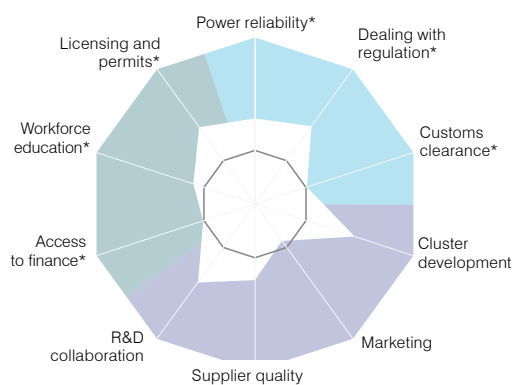 Power reliability*
Dealing with
regulation*
Licensing and
permits*
Customs
clearance*
Workforce
education*
Cluster
development
Access
to finance*
Marketing
R&D
collaboration
Supplier quality